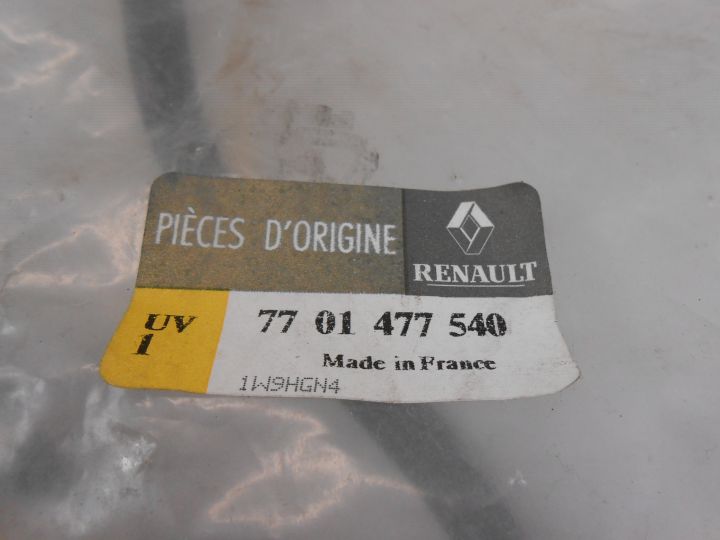 PIÈCES D'ORIGINE
RENAULT
UV
1
77 01 477 540
Made in France
1W9HGN4